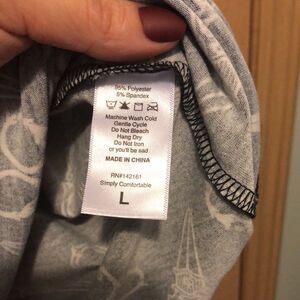 95% Polyester
5% Spandex
Machine Wash Cold
Gentle Cycle
Do Not Bleach
Hang Dry
Do Not Iron
or you'll be sad
MADE IN CHINA
RN#142161
Simply Comfortable
L